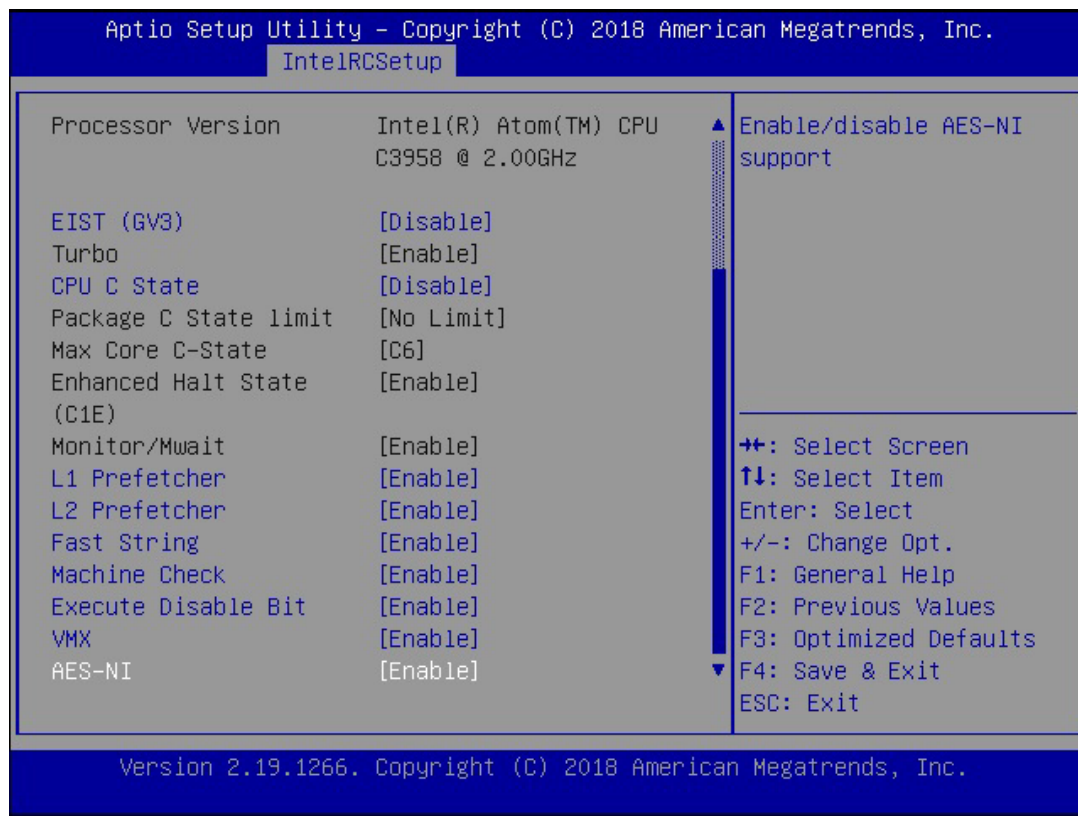 Aptio Setup Utility – Copyright (C) 2018 American Megatrends, Inc.
IntelRCSetup
Processor Version Intel(R) Atom(TM) CPU
C3958 @ 2.00GHz
EIST (GV3) [Disable]
Turbo [Enable]
CPU C State [Disable]
Package C State limit [No Limit]
Max Core C-State [C6]
Enhanced Halt State [Enable]
(C1E)
Monitor/Mwait [Enable]
L1 Prefetcher [Enable]
L2 Prefetcher [Enable]
Fast String [Enable]
Machine Check [Enable]
Execute Disable Bit [Enable]
VMX [Enable]
AES-NI [Enable]
Enable/disable AES-NI
support
→←: Select Screen
↑↓: Select Item
Enter: Select
+/-: Change Opt.
F1: General Help
F2: Previous Values
F3: Optimized Defaults
F4: Save & Exit
ESC: Exit
Version 2.19.1266. Copyright (C) 2018 American Megatrends, Inc.